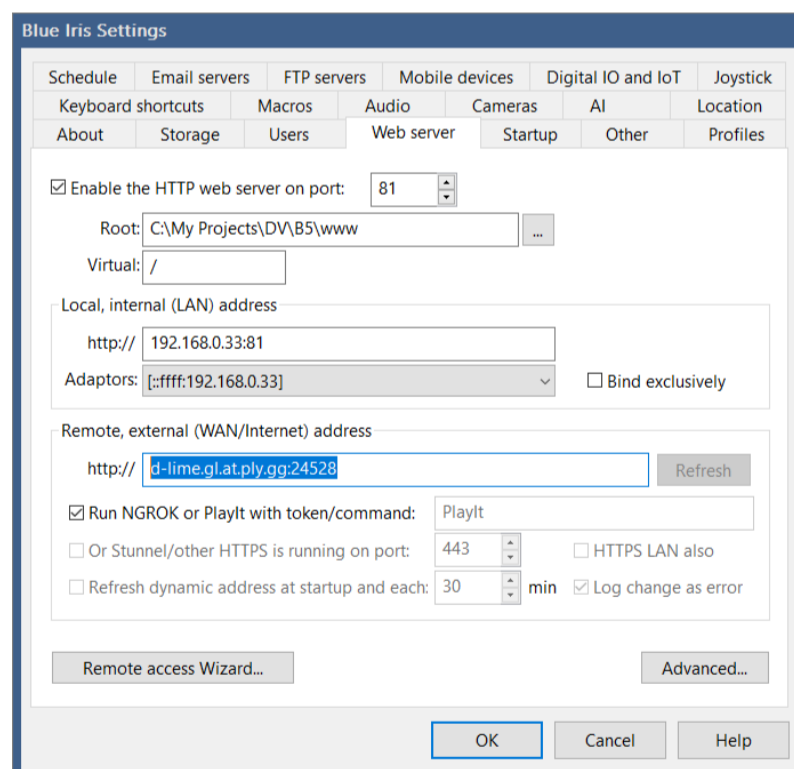 Blue Iris Settings
Schedule Email servers FTP servers Mobile devices Digital IO and IoT Joystick
Keyboard shortcuts Macros Audio Cameras AI Location
About Storage Users Web server Startup Other Profiles
Enable the HTTP web server on port: 81
Root: C:\My Projects\DV\B5\www ...
Virtual: /
Local, internal (LAN) address
http:// 192.168.0.33:81
Adaptors: [::ffff:192.168.0.33] Bind exclusively
Remote, external (WAN/Internet) address
http:// d-lime.gl.at.ply.gg:24528 Refresh
Run NGROK or PlayIt with token/command: PlayIt
Or Stunnel/other HTTPS is running on port: 443 HTTPS LAN also
Refresh dynamic address at startup and each: 30 min Log change as error
Remote access Wizard... Advanced...
OK Cancel Help